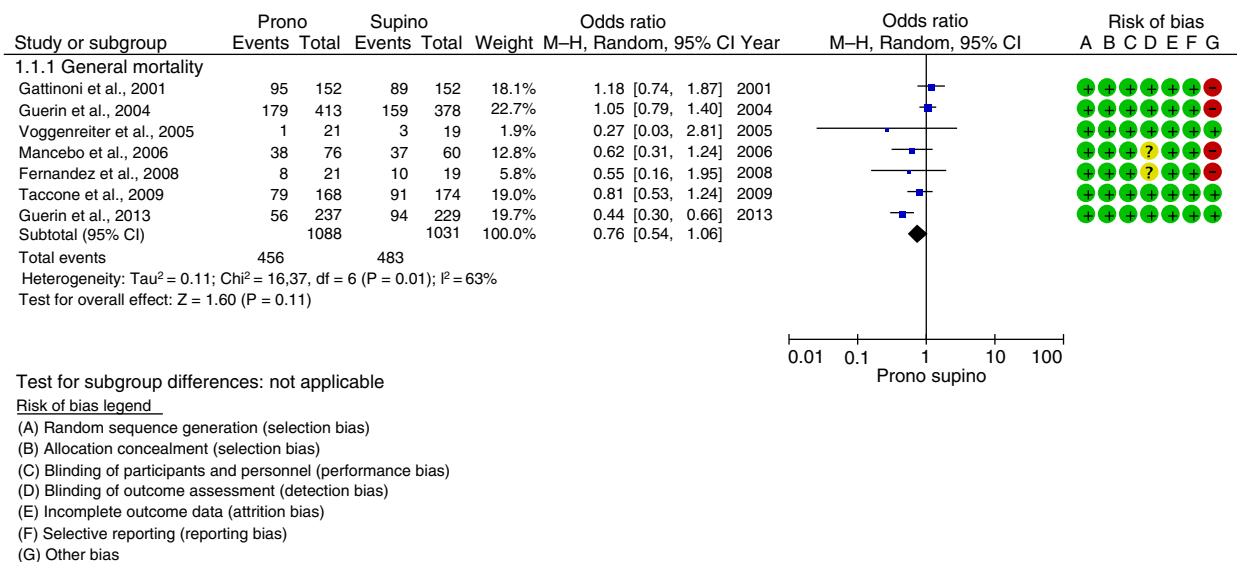 Prono Supino Odds ratio Odds ratio Risk of bias
Study or subgroup Events Total Events Total Weight M–H, Random, 95% CI Year M–H, Random, 95% CI A B C D E F G
1.1.1 General mortality
Gattinoni et al., 2001 95 152 89 152 18.1% 1.18 [0.74, 1.87] 2001 + + + + + + -
Guerin et al., 2004 179 413 159 378 22.7% 1.05 [0.79, 1.40] 2004 + + + + + + -
Voggenreiter et al., 2005 1 21 3 19 1.9% 0.27 [0.03, 2.81] 2005 + + + + + + +
Mancebo et al., 2006 38 76 37 60 12.8% 0.62 [0.31, 1.24] 2006 + + + ? + + -
Fernandez et al., 2008 8 21 10 19 5.8% 0.55 [0.16, 1.95] 2008 + + + ? + + -
Taccone et al., 2009 79 168 91 174 19.0% 0.81 [0.53, 1.24] 2009 + + + + + + +
Guerin et al., 2013 56 237 94 229 19.7% 0.44 [0.30, 0.66] 2013 + + + + + + +
Subtotal (95% CI) 1088 1031 100.0% 0.76 [0.54, 1.06]
Total events 456 483
Heterogeneity: Tau² = 0.11; Chi² = 16,37, df = 6 (P = 0.01); I² = 63%
Test for overall effect: Z = 1.60 (P = 0.11)
0.01 0.1 1 10 100
Prono supino
Test for subgroup differences: not applicable
Risk of bias legend
(A) Random sequence generation (selection bias)
(B) Allocation concealment (selection bias)
(C) Blinding of participants and personnel (performance bias)
(D) Blinding of outcome assessment (detection bias)
(E) Incomplete outcome data (attrition bias)
(F) Selective reporting (reporting bias)
(G) Other bias